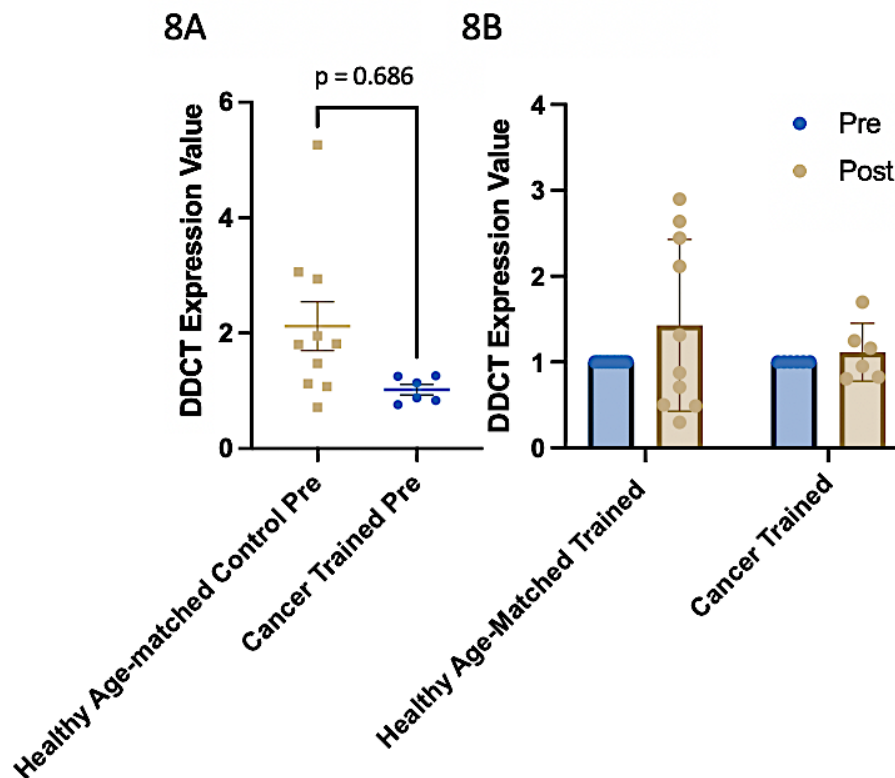 8A
p = 0.686
DDCT Expression Value
6
4
2
0
Healthy Age-matched Control Pre
Cancer Trained Pre
8B
DDCT Expression Value
4
3
2
1
0
Pre
Post
Healthy Age-Matched Trained
Cancer Trained